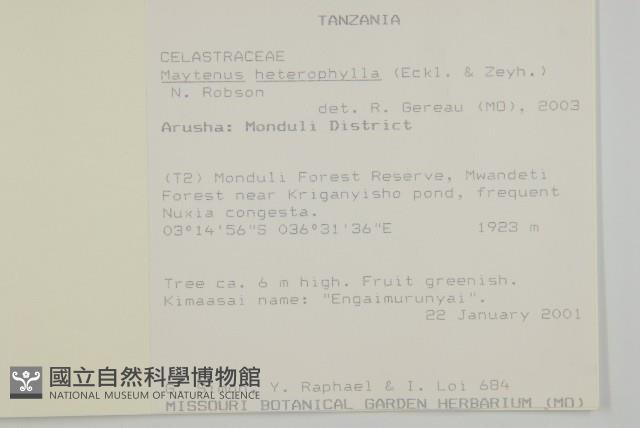 TANZANIA
CELASTRACEAE
Maytenus heterophylla (Eckl. & Zeyh.)
N. Robson
det. R. Gereau (MO), 2003
Arusha: Monduli District
(T2) Monduli Forest Reserve, Mwandeti
Forest near Kriganyisho pond, frequent
Nuxia congesta.
03°14'56"S 036°31'36"E 1923 m
Tree ca. 6 m high. Fruit greenish.
Kimaasai name: "Engaimurunyai".
22 January 2001
Y. Raphael & I. Loi 684
MISSOURI BOTANICAL GARDEN HERBARIUM (MO)
國立自然科學博物館
NATIONAL MUSEUM OF NATURAL SCIENCE